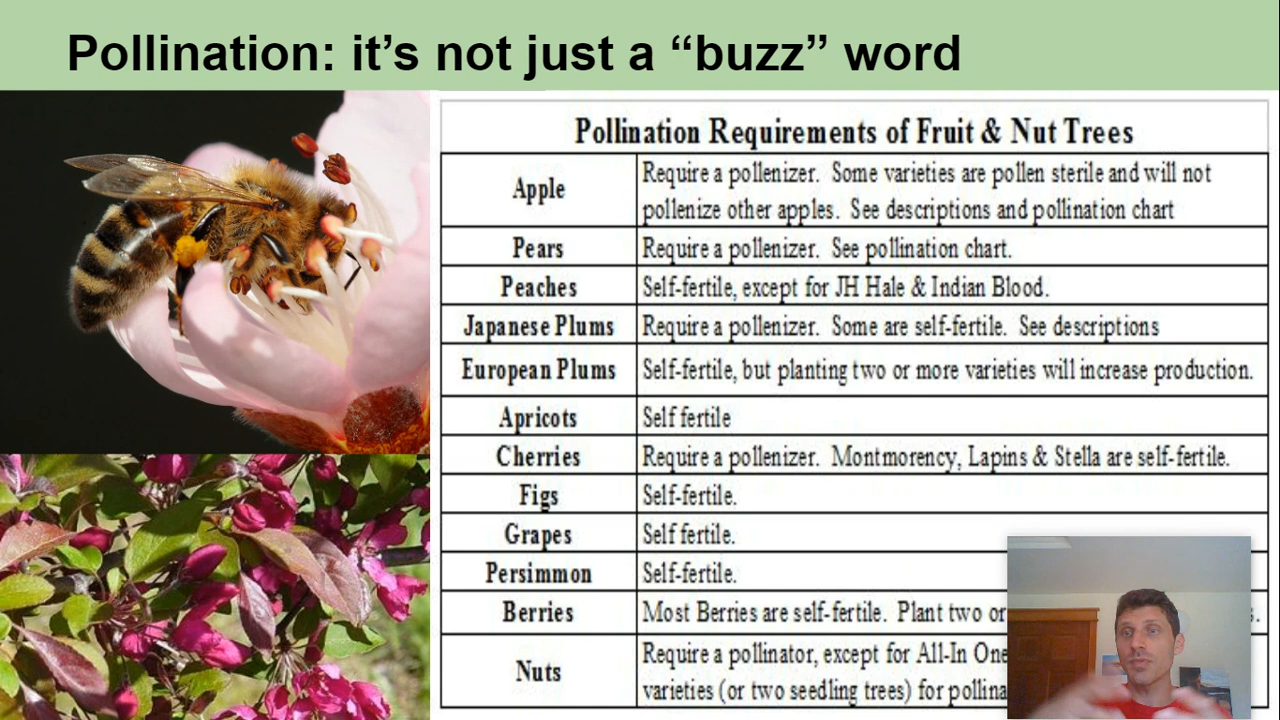 Pollination: it’s not just a “buzz” word
Pollination Requirements of Fruit & Nut Trees
Apple
Require a pollenizer. Some varieties are pollen sterile and will not
pollenize other apples. See descriptions and pollination chart
Pears
Require a pollenizer. See pollination chart.
Peaches
Self-fertile, except for JH Hale & Indian Blood.
Japanese Plums
Require a pollenizer. Some are self-fertile. See descriptions
European Plums
Self-fertile, but planting two or more varieties will increase production.
Apricots
Self fertile
Cherries
Require a pollenizer. Montmorency, Lapins & Stella are self-fertile.
Figs
Self-fertile.
Grapes
Self fertile.
Persimmon
Self-fertile.
Berries
Most Berries are self-fertile. Plant two or
Nuts
Require a pollinator, except for All-In One
varieties (or two seedling trees) for